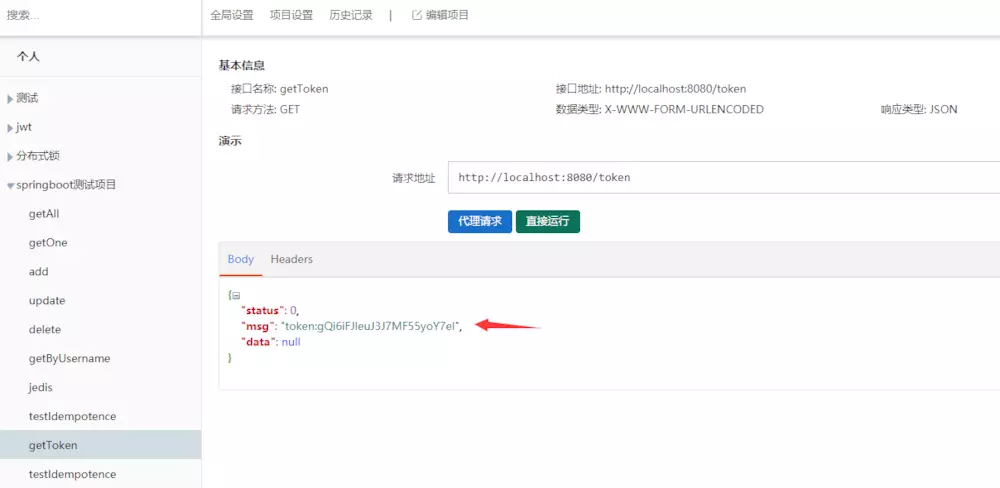 搜索...
全局设置 项目设置 历史记录 | 编辑项目
个人
测试
jwt
分布式锁
springboot测试项目
getAll
getOne
add
update
delete
getByUsername
jedis
testIdempotence
getToken
testIdempotence
基本信息
接口名称: getToken 接口地址: http://localhost:8080/token
请求方法: GET 数据类型: X-WWW-FORM-URLENCODED 响应类型: JSON
演示
请求地址 http://localhost:8080/token
代理请求 直接运行
Body Headers
{
"status": 0,
"msg": "token:gQi6iFJleuJ3J7MF55yoY7el",
"data": null
}